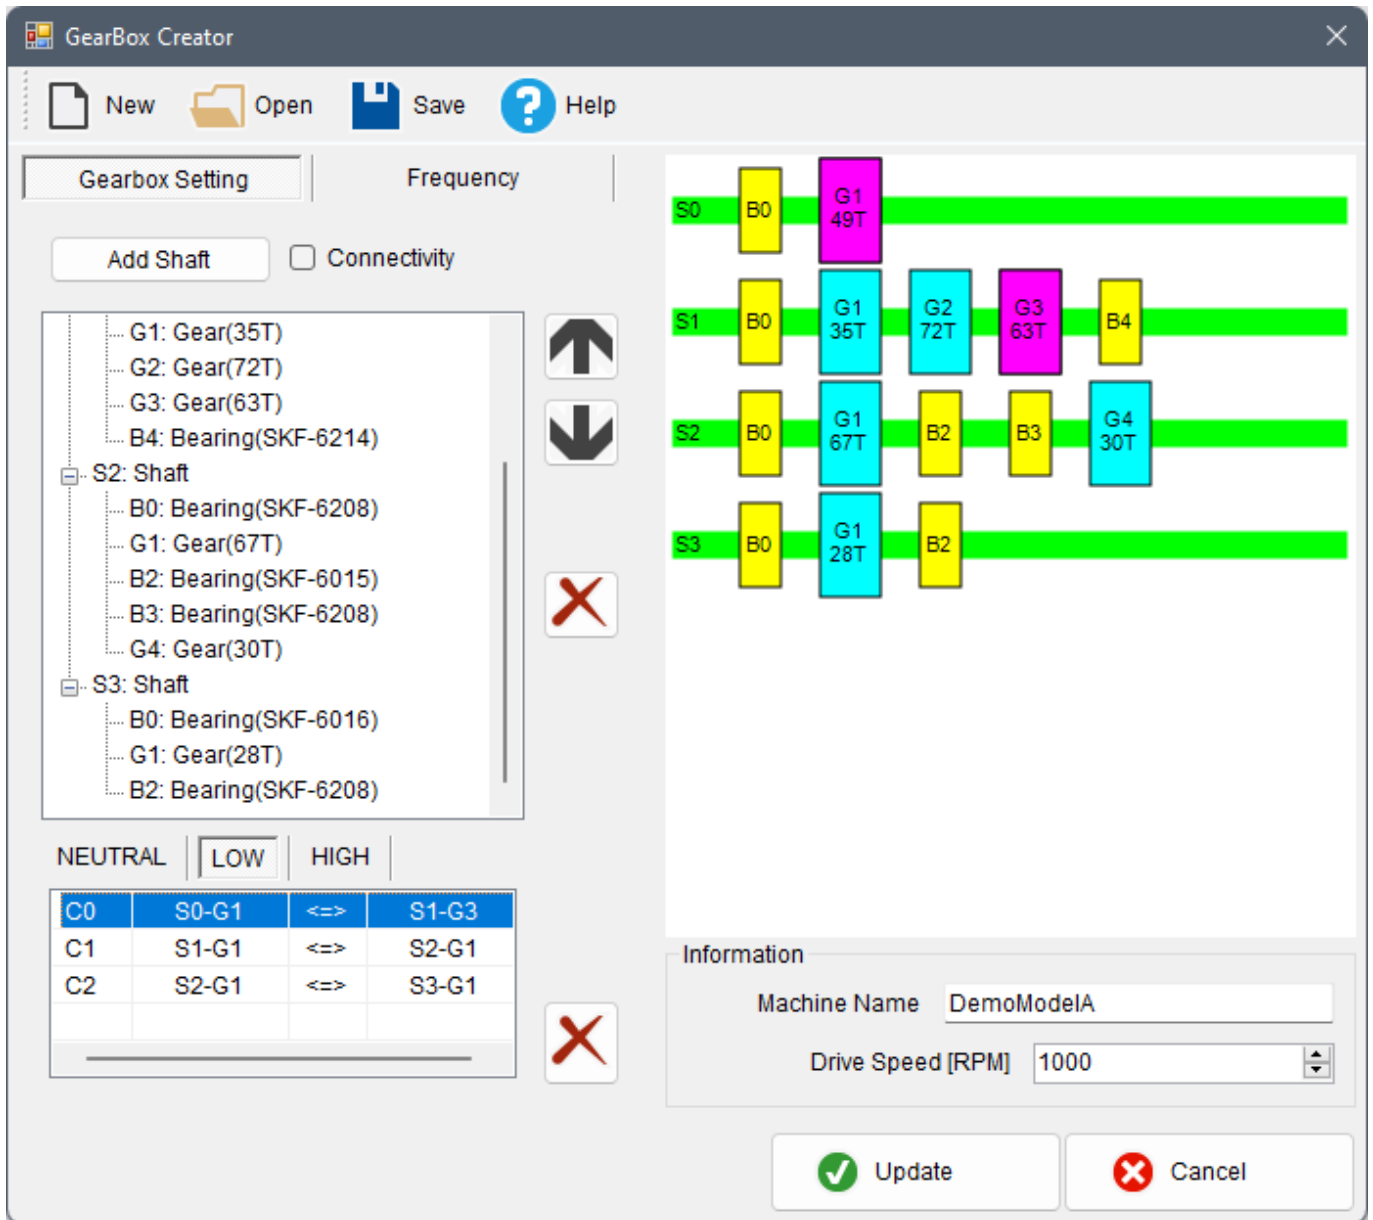 GearBox Creator
New Open Save ? Help
Gearbox Setting Frequency
Add Shaft Connectivity
G1: Gear(35T)
G2: Gear(72T)
G3: Gear(63T)
B4: Bearing(SKF-6214)
S2: Shaft
B0: Bearing(SKF-6208)
G1: Gear(67T)
B2: Bearing(SKF-6015)
B3: Bearing(SKF-6208)
G4: Gear(30T)
S3: Shaft
B0: Bearing(SKF-6016)
G1: Gear(28T)
B2: Bearing(SKF-6208)
NEUTRAL LOW HIGH
C0 S0-G1 <=> S1-G3
C1 S1-G1 <=> S2-G1
C2 S2-G1 <=> S3-G1
S0 B0 G1
49T
S1 B0 G1 G2 G3 B4
35T 72T 63T
S2 B0 G1 B2 B3 G4
67T 30T
S3 B0 G1 B2
28T
Information
Machine Name DemoModelA
Drive Speed [RPM] 1000
Update Cancel